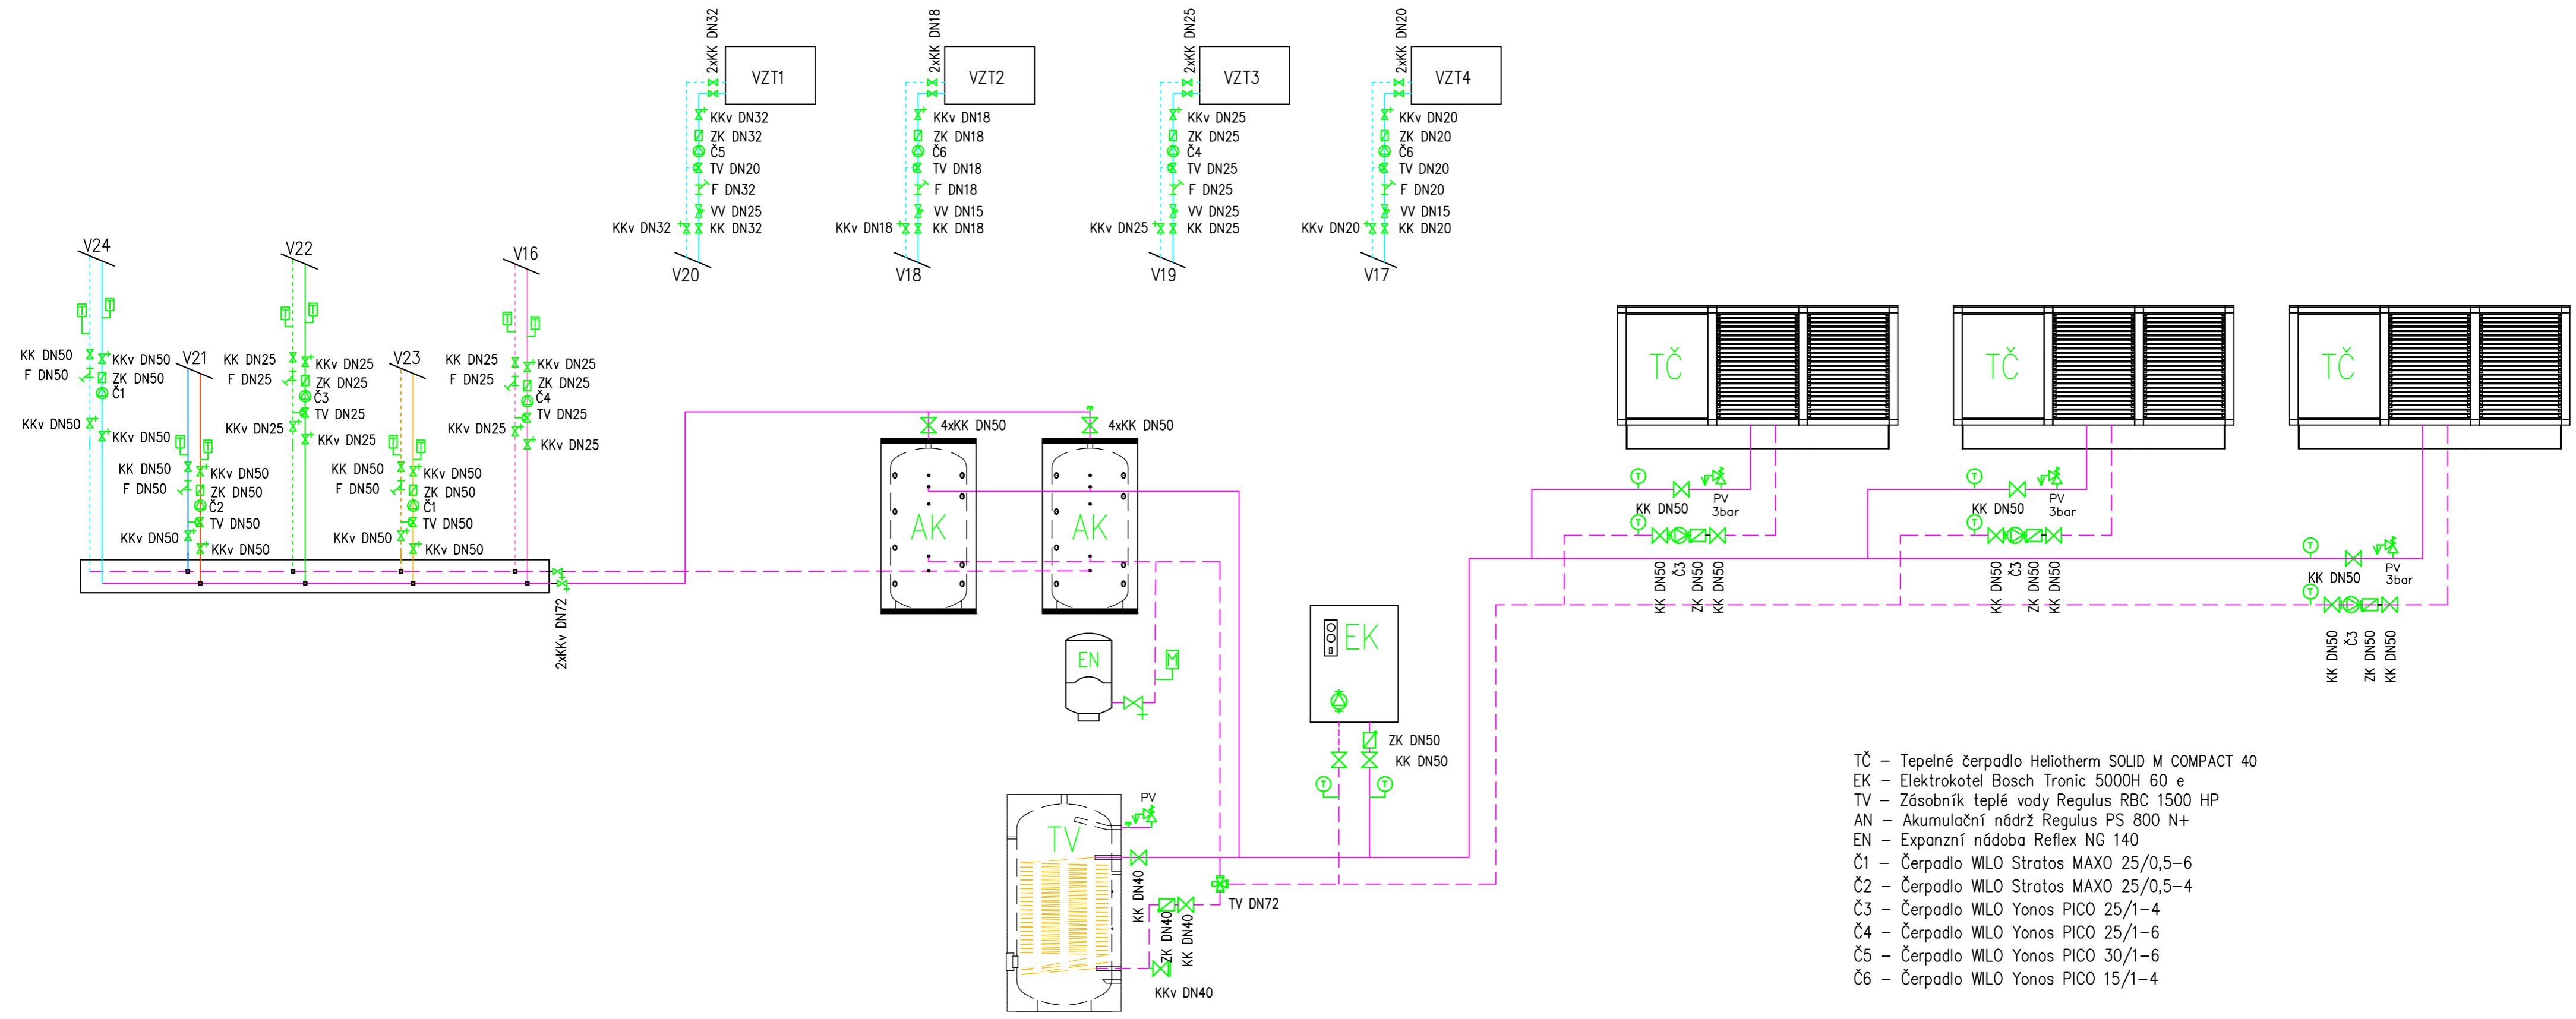 2xKK DN32
VZT1
KKv DN32
ZK DN32
Č5
TV DN20
F DN32
VV DN25
KKv DN32
KK DN32
V20
2xKK DN18
VZT2
KKv DN18
ZK DN18
Č6
TV DN18
F DN18
VV DN15
KKv DN18
KK DN18
V18
2xKK DN25
VZT3
KKv DN25
ZK DN25
Č4
TV DN25
F DN25
VV DN25
KKv DN25
KK DN25
V19
2xKK DN20
VZT4
KKv DN20
ZK DN20
Č6
TV DN20
F DN20
VV DN15
KKv DN20
KK DN20
V17
V24
T
T
KK DN50
KKv DN50
F DN50
ZK DN50
Č1
KKv DN50
KKv DN50
V21
T
T
KK DN50
KKv DN50
F DN50
ZK DN50
Č2
TV DN50
KKv DN50
KKv DN50
V22
T
T
KK DN25
KKv DN25
F DN25
ZK DN25
Č3
TV DN25
KKv DN25
KKv DN25
V23
T
T
KK DN50
KKv DN50
F DN50
ZK DN50
Č1
TV DN50
KKv DN50
KKv DN50
V16
T
T
KK DN25
KKv DN25
F DN25
ZK DN25
Č4
TV DN25
KKv DN25
KKv DN25
2xKKv DN72
4xKK DN50
4xKK DN50
AK
AK
EN
M
EK
ZK DN50
KK DN50
T
T
TV
PV
KK DN40
ZK DN40
KK DN40
KKv DN40
TV DN72
TČ
T
KK DN50
PV
3bar
T
KK DN50
Č3
ZK DN50
KK DN50
TČ
T
KK DN50
PV
3bar
T
KK DN50
Č3
ZK DN50
KK DN50
TČ
T
KK DN50
PV
3bar
T
KK DN50
Č3
ZK DN50
KK DN50
TČ – Tepelné čerpadlo Heliotherm SOLID M COMPACT 40
EK – Elektrokotel Bosch Tronic 5000H 60 e
TV – Zásobník teplé vody Regulus RBC 1500 HP
AN – Akumulační nádrž Regulus PS 800 N+
EN – Expanzní nádoba Reflex NG 140
Č1 – Čerpadlo WILO Stratos MAXO 25/0,5–6
Č2 – Čerpadlo WILO Stratos MAXO 25/0,5–4
Č3 – Čerpadlo WILO Yonos PICO 25/1–4
Č4 – Čerpadlo WILO Yonos PICO 25/1–6
Č5 – Čerpadlo WILO Yonos PICO 30/1–6
Č6 – Čerpadlo WILO Yonos PICO 15/1–4